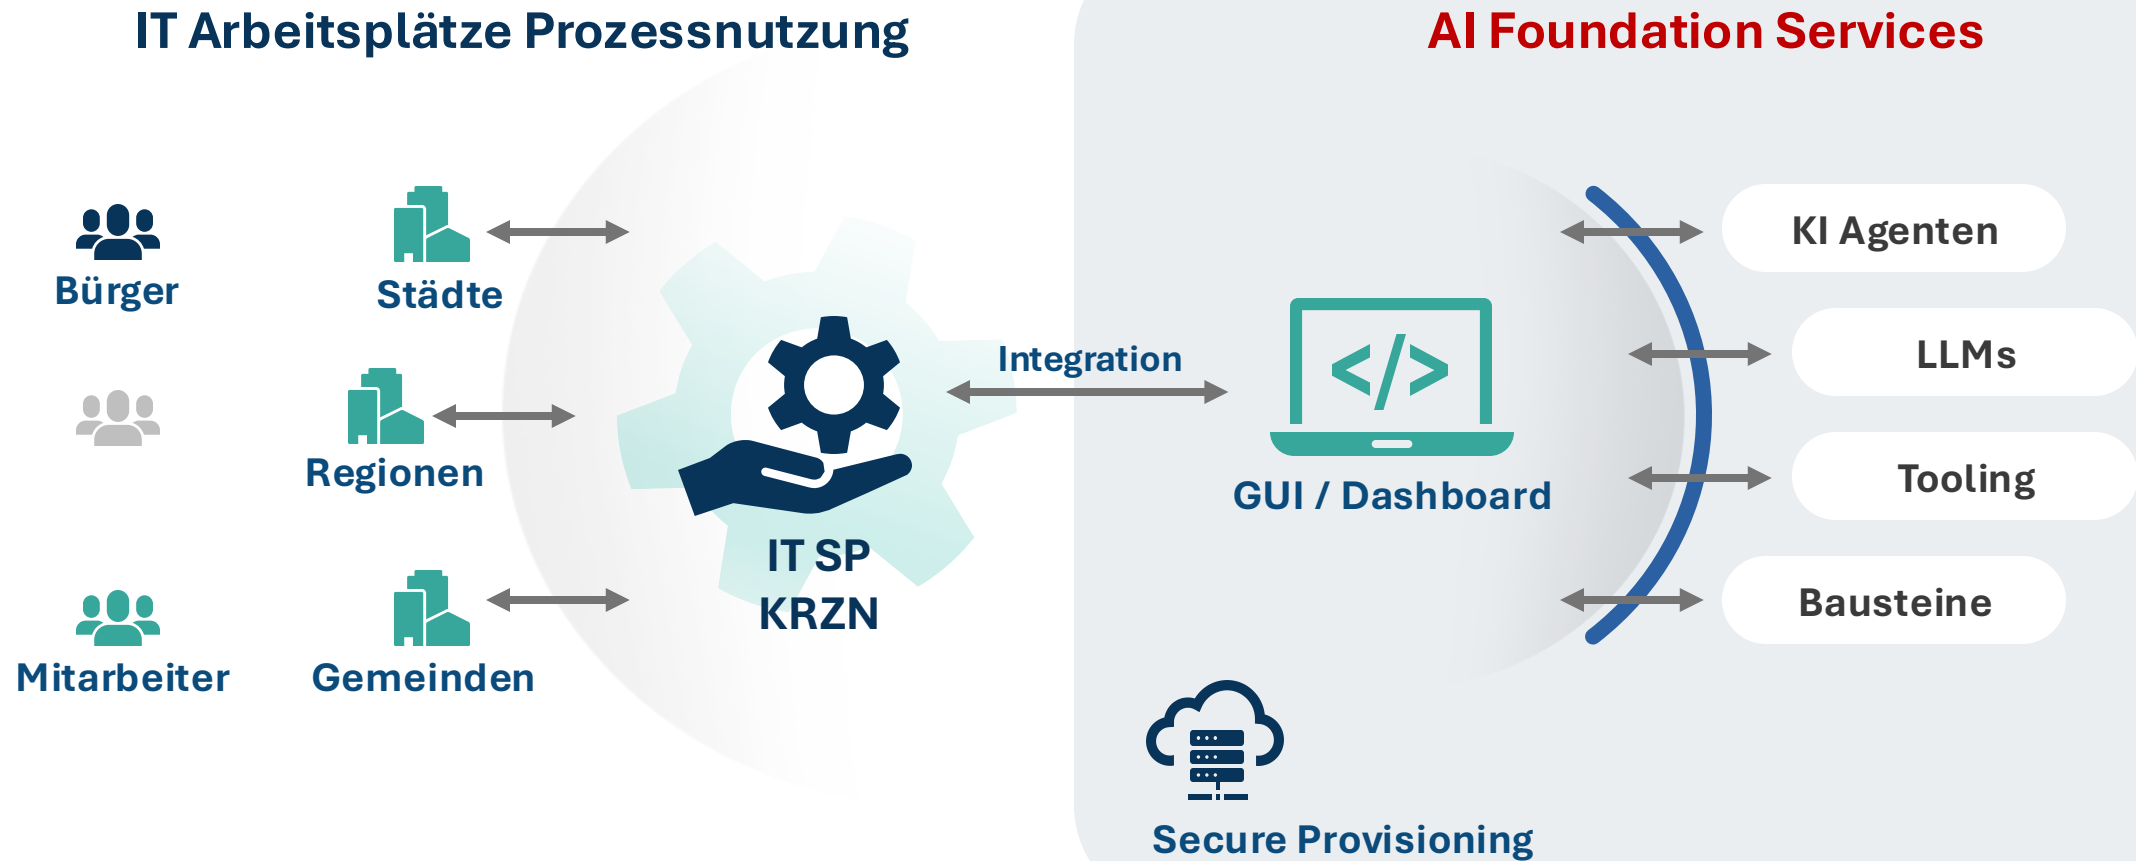 IT Arbeitsplätze Prozessnutzung
AI Foundation Services
Bürger
Städte
Regionen
Mitarbeiter
Gemeinden
IT SP
KRZN
Integration
</>
GUI / Dashboard
KI Agenten
LLMs
Tooling
Bausteine
Secure Provisioning